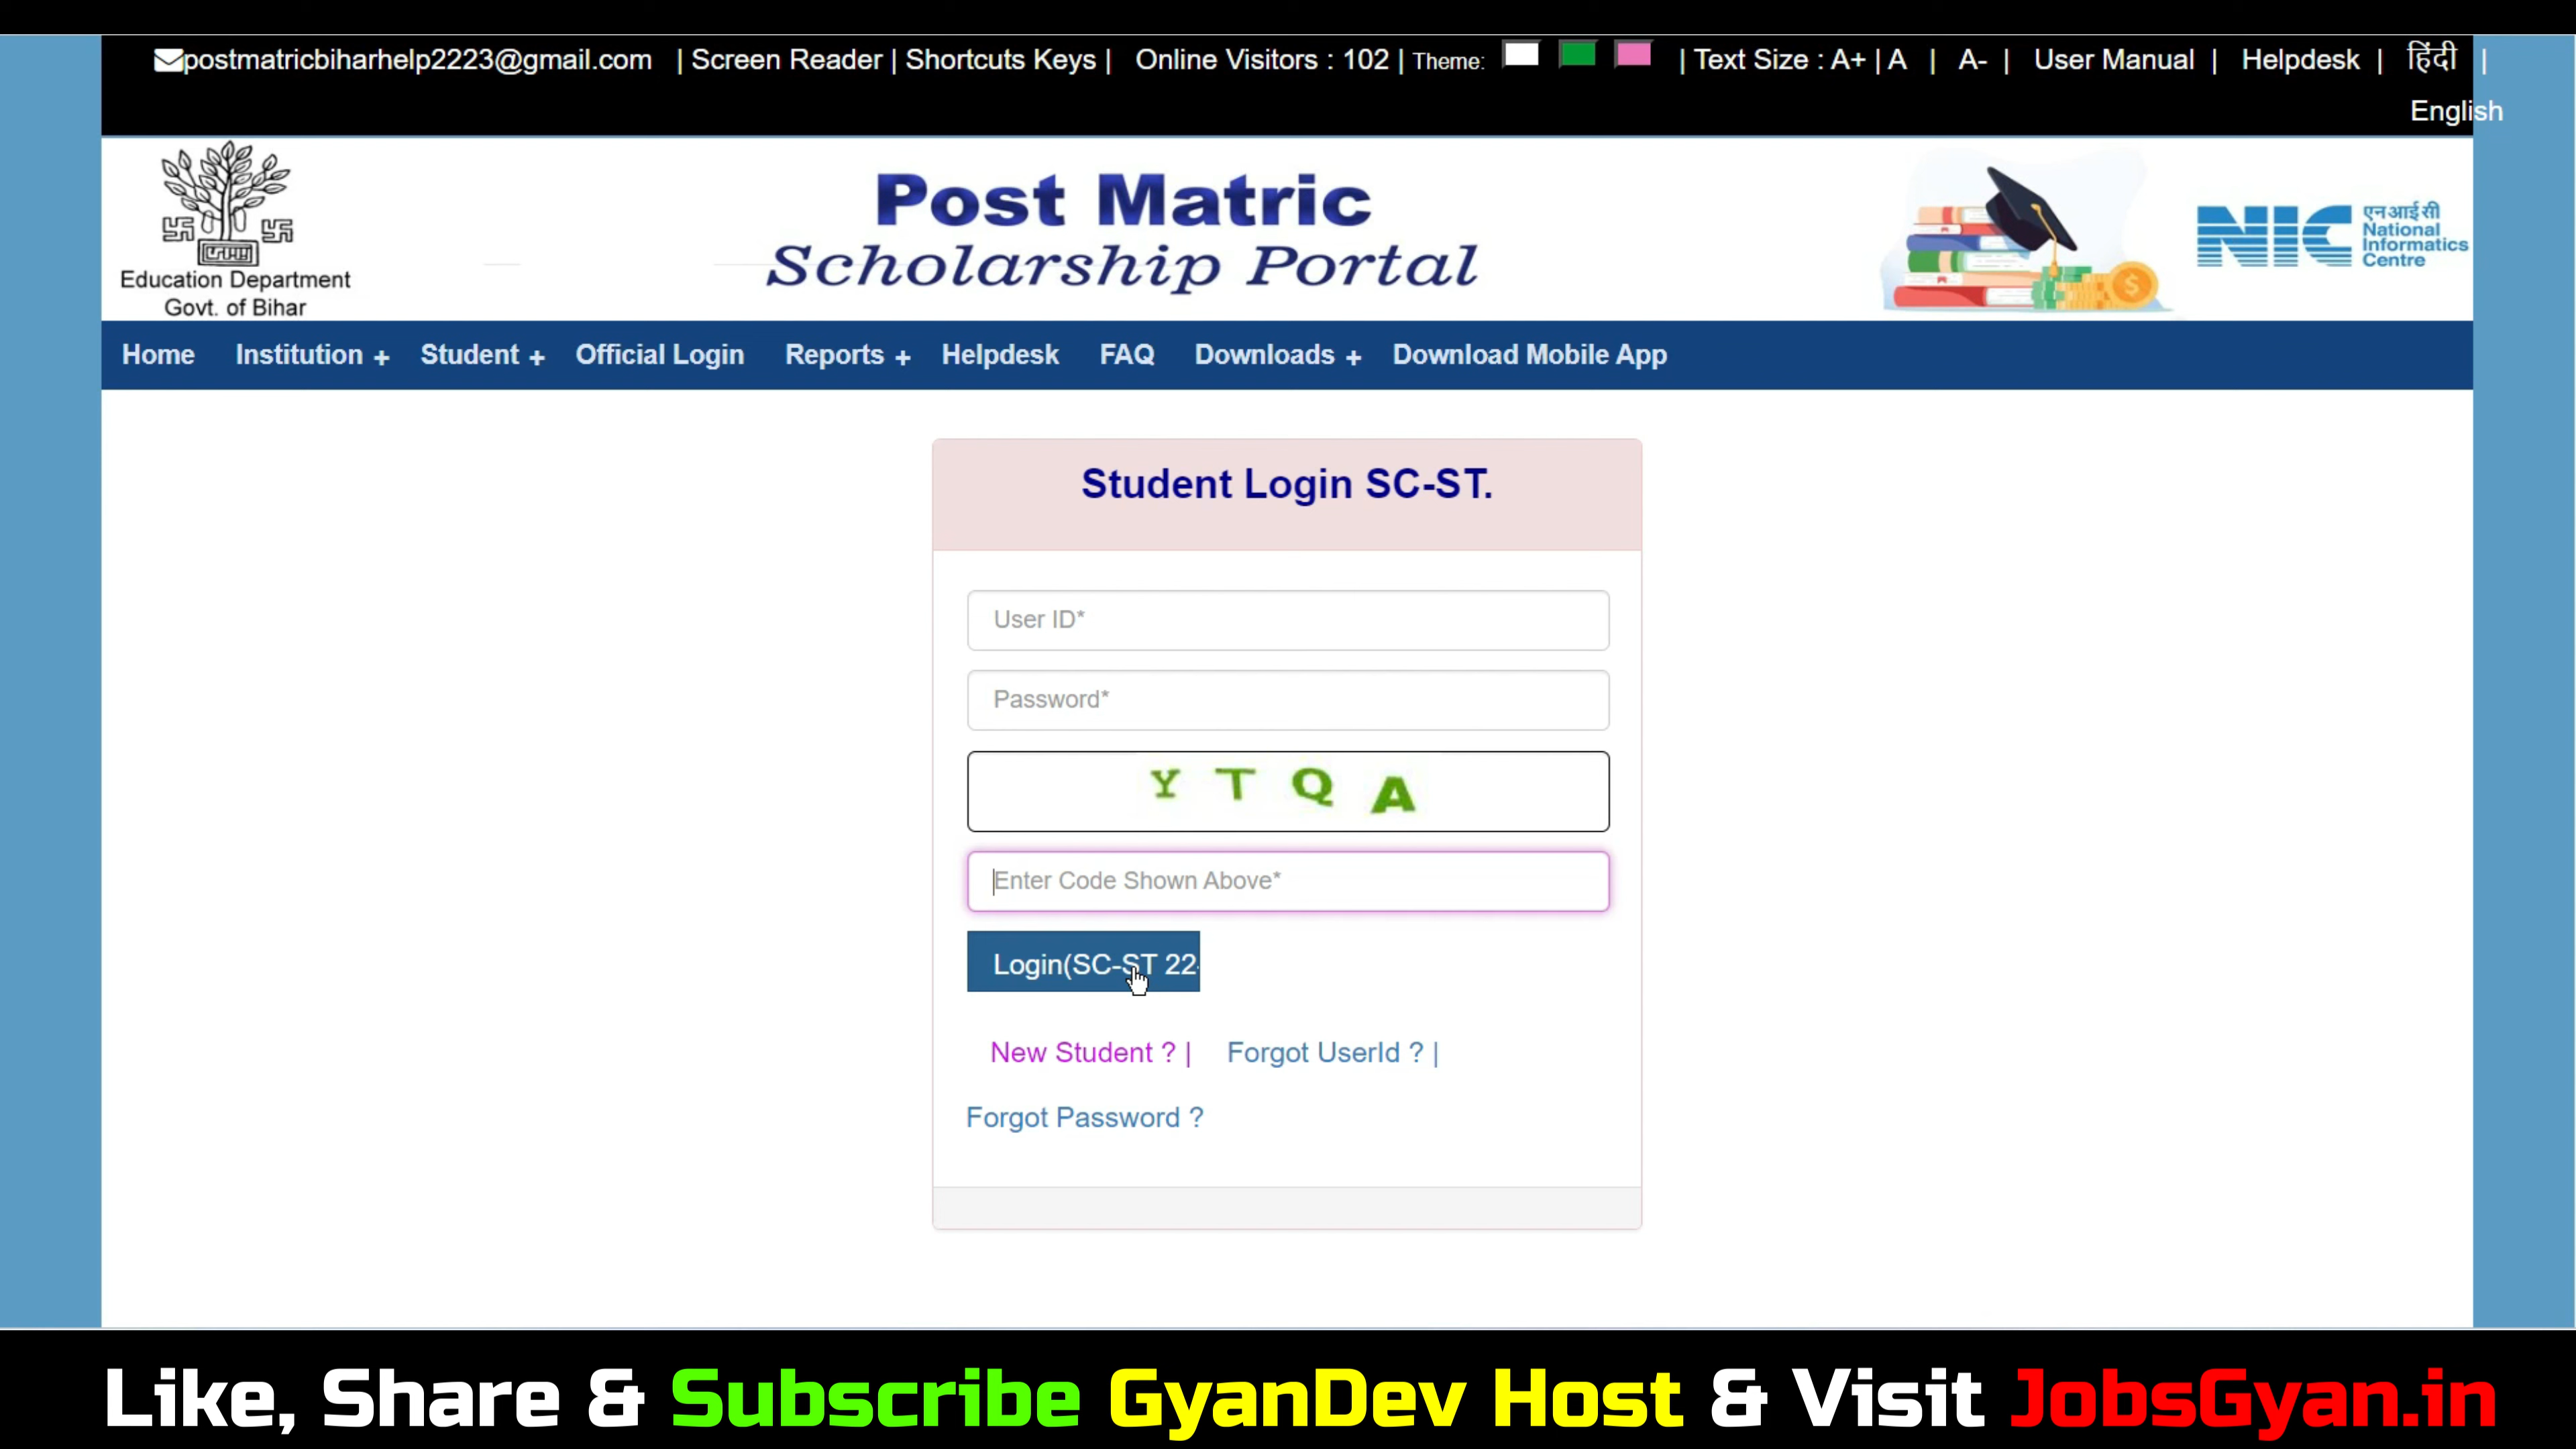 postmatricbiharhelp2223@gmail.com | Screen Reader | Shortcuts Keys | Online Visitors : 102 | Theme: | Text Size : A+ | A | A- | User Manual | Helpdesk | हिंदी |
English
Education Department
Govt. of Bihar
Post Matric
Scholarship Portal
NIC
एन आई सी
National
Informatics
Centre
Home Institution + Student + Official Login Reports + Helpdesk FAQ Downloads + Download Mobile App
Student Login SC-ST.
User ID*
Password*
Y T Q A
Enter Code Shown Above*
Login(SC-ST 22-
New Student ? | Forgot UserId ? |
Forgot Password ?
Like, Share & Subscribe GyanDev Host & Visit JobsGyan.in